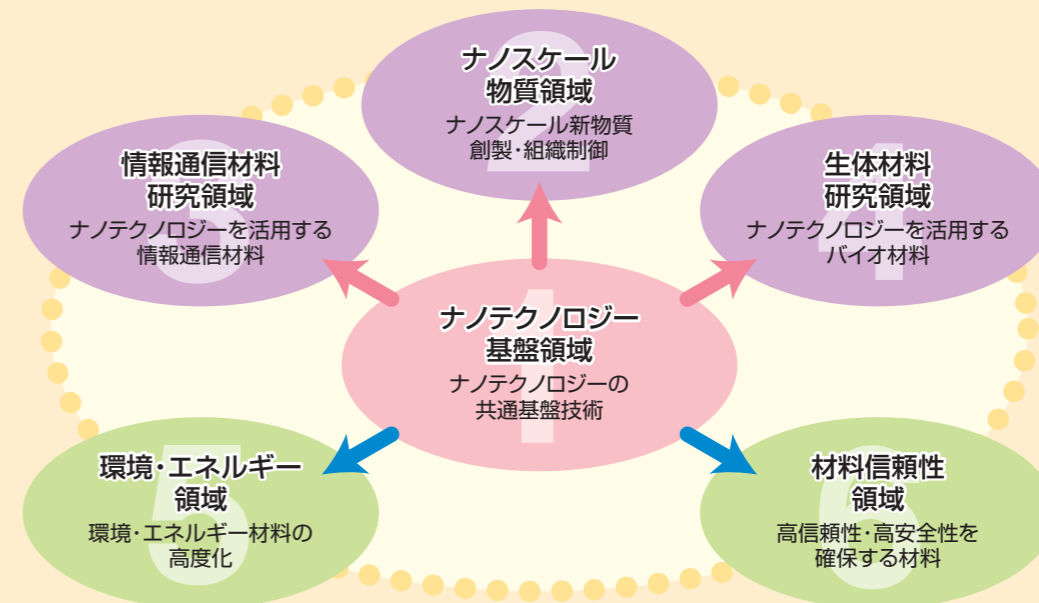 2
ナノスケール
物質領域
ナノスケール新物質
創製・組織制御
3
情報通信材料
研究領域
ナノテクノロジーを活用する
情報通信材料
4
生体材料
研究領域
ナノテクノロジーを活用する
バイオ材料
1
ナノテクノロジー
基盤領域
ナノテクノロジーの
共通基盤技術
5
環境・エネルギー
領域
環境・エネルギー材料の
高度化
6
材料信頼性
領域
高信頼性・高安全性を
確保する材料